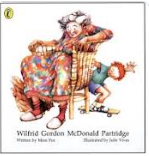 Wilfrid Gordon McDonald Partridge
Written by Mem Fox Illustrated by Julie Vivas